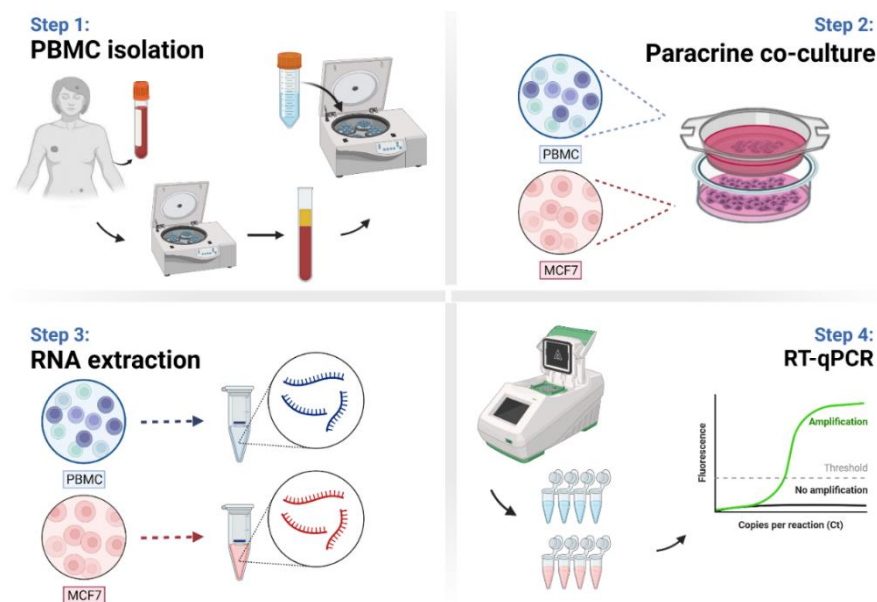 Step 1:
PBMC isolation
Step 2:
Paracrine co-culture
PBMC
MCF7
Step 3:
RNA extraction
PBMC
MCF7
Step 4:
RT-qPCR
Fluorescence
Amplification
Threshold
No amplification
Copies per reaction (Ct)